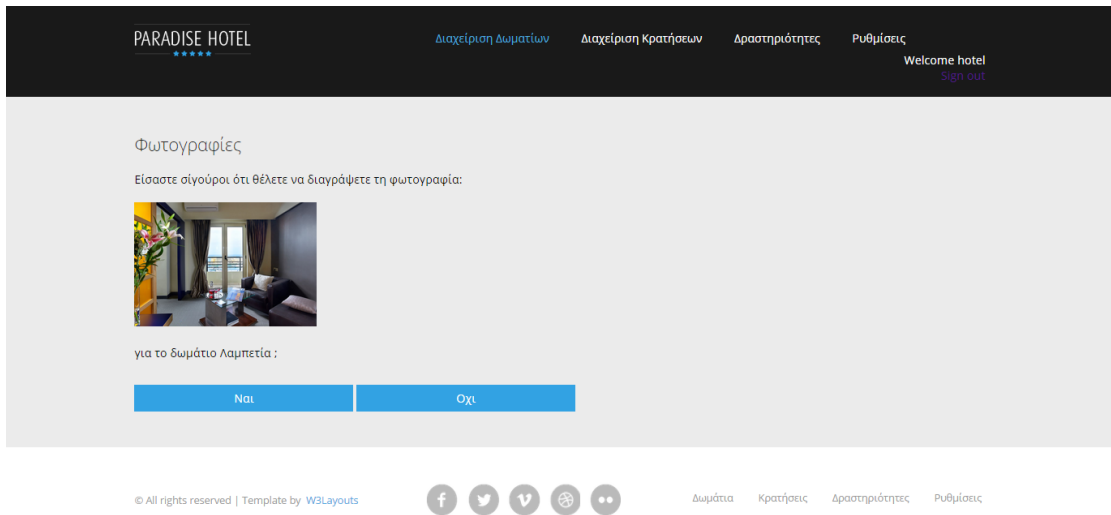 PARADISE HOTEL
Διαχείριση Δωματίων Διαχείριση Κρατήσεων Δραστηριότητες Ρυθμίσεις
Welcome hotel
Sign out
Φωτογραφίες
Είσαστε σίγούροι ότι θέλετε να διαγράψετε τη φωτογραφία:
για το δωμάτιο Λαμπετία ;
Ναι Οχι
© All rights reserved | Template by W3Layouts
Δωμάτια Κρατήσεις Δραστηριότητες Ρυθμίσεις